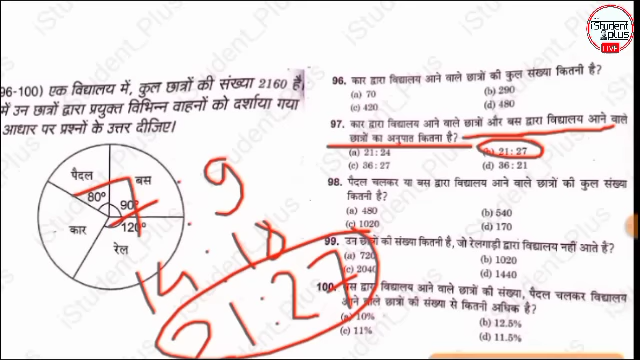 iStudent plus
LIVE
96-100) एक विद्यालय में, कुल छात्रों की संख्या 2160 है
में उन छात्रों द्वारा प्रयुक्त विभिन्न वाहनों को दर्शाया गया
आधार पर प्रश्नों के उत्तर दीजिए।
पैदल
बस
80°
90°
120°
कार
रेल
7
9
14 : 18
21 : 27
96. कार द्वारा विद्यालय आने वाले छात्रों की कुल संख्या कितनी है?
(a) 70
(b) 290
(c) 420
(d) 480
97. कार द्वारा विद्यालय आने वाले छात्रों और बस द्वारा विद्यालय आने वाले
छात्रों का अनुपात कितना है?
(a) 21:24
(b) 21:27
(c) 36:27
(d) 36:21
98. पैदल चलकर या बस द्वारा विद्यालय आने वाले छात्रों की कुल संख्या
कितनी है?
(a) 480
(b) 540
(c) 1020
(d) 170
99. उन छात्रों की संख्या कितनी है, जो रेलगाड़ी द्वारा विद्यालय नहीं आते है?
(a) 720
(b) 1020
(c) 2040
(d) 1440
100. बस द्वारा विद्यालय आने वाले छात्रों की संख्या, पैदल चलकर विद्यालय
आने वाले छात्रों की संख्या से कितनी अधिक है?
(a) 10%
(b) 12.5%
(c) 11%
(d) 11.5%